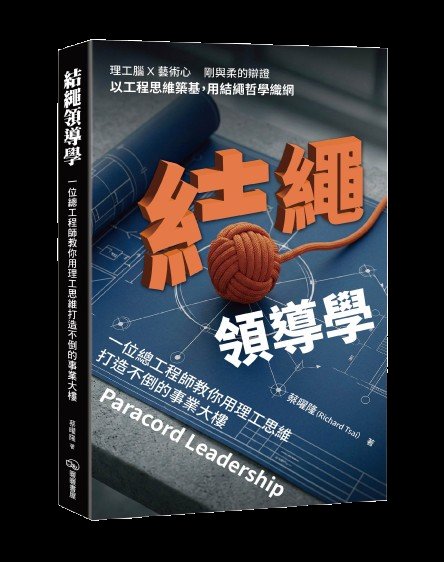 理工腦 X 藝術心　剛與柔的辯證
以工程思維築基，用結繩哲學織網
結繩
領導學
一位總工程師教你用理工思維
打造不倒的事業大樓
Paracord Leadership
蔡曜隆 (Richard Tsai) 著
結繩領導學
一位總工程師教你用理工思維打造不倒的事業大樓
蔡曜隆 著